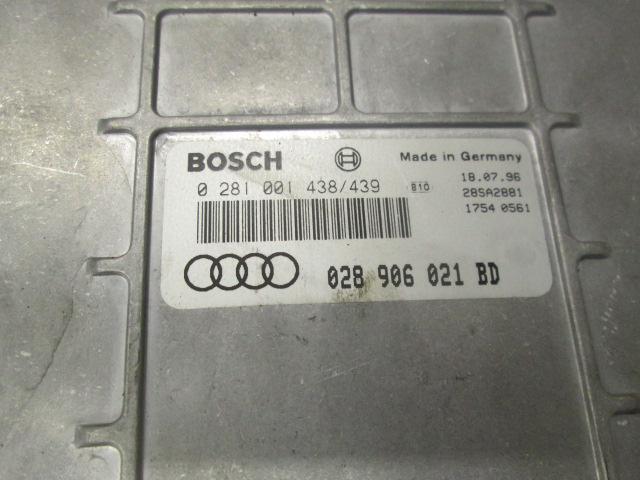 BOSCH Made in Germany
0 281 001 438/439 B10 18.07.96
28SA2881
1754 0561
028 906 021 BD